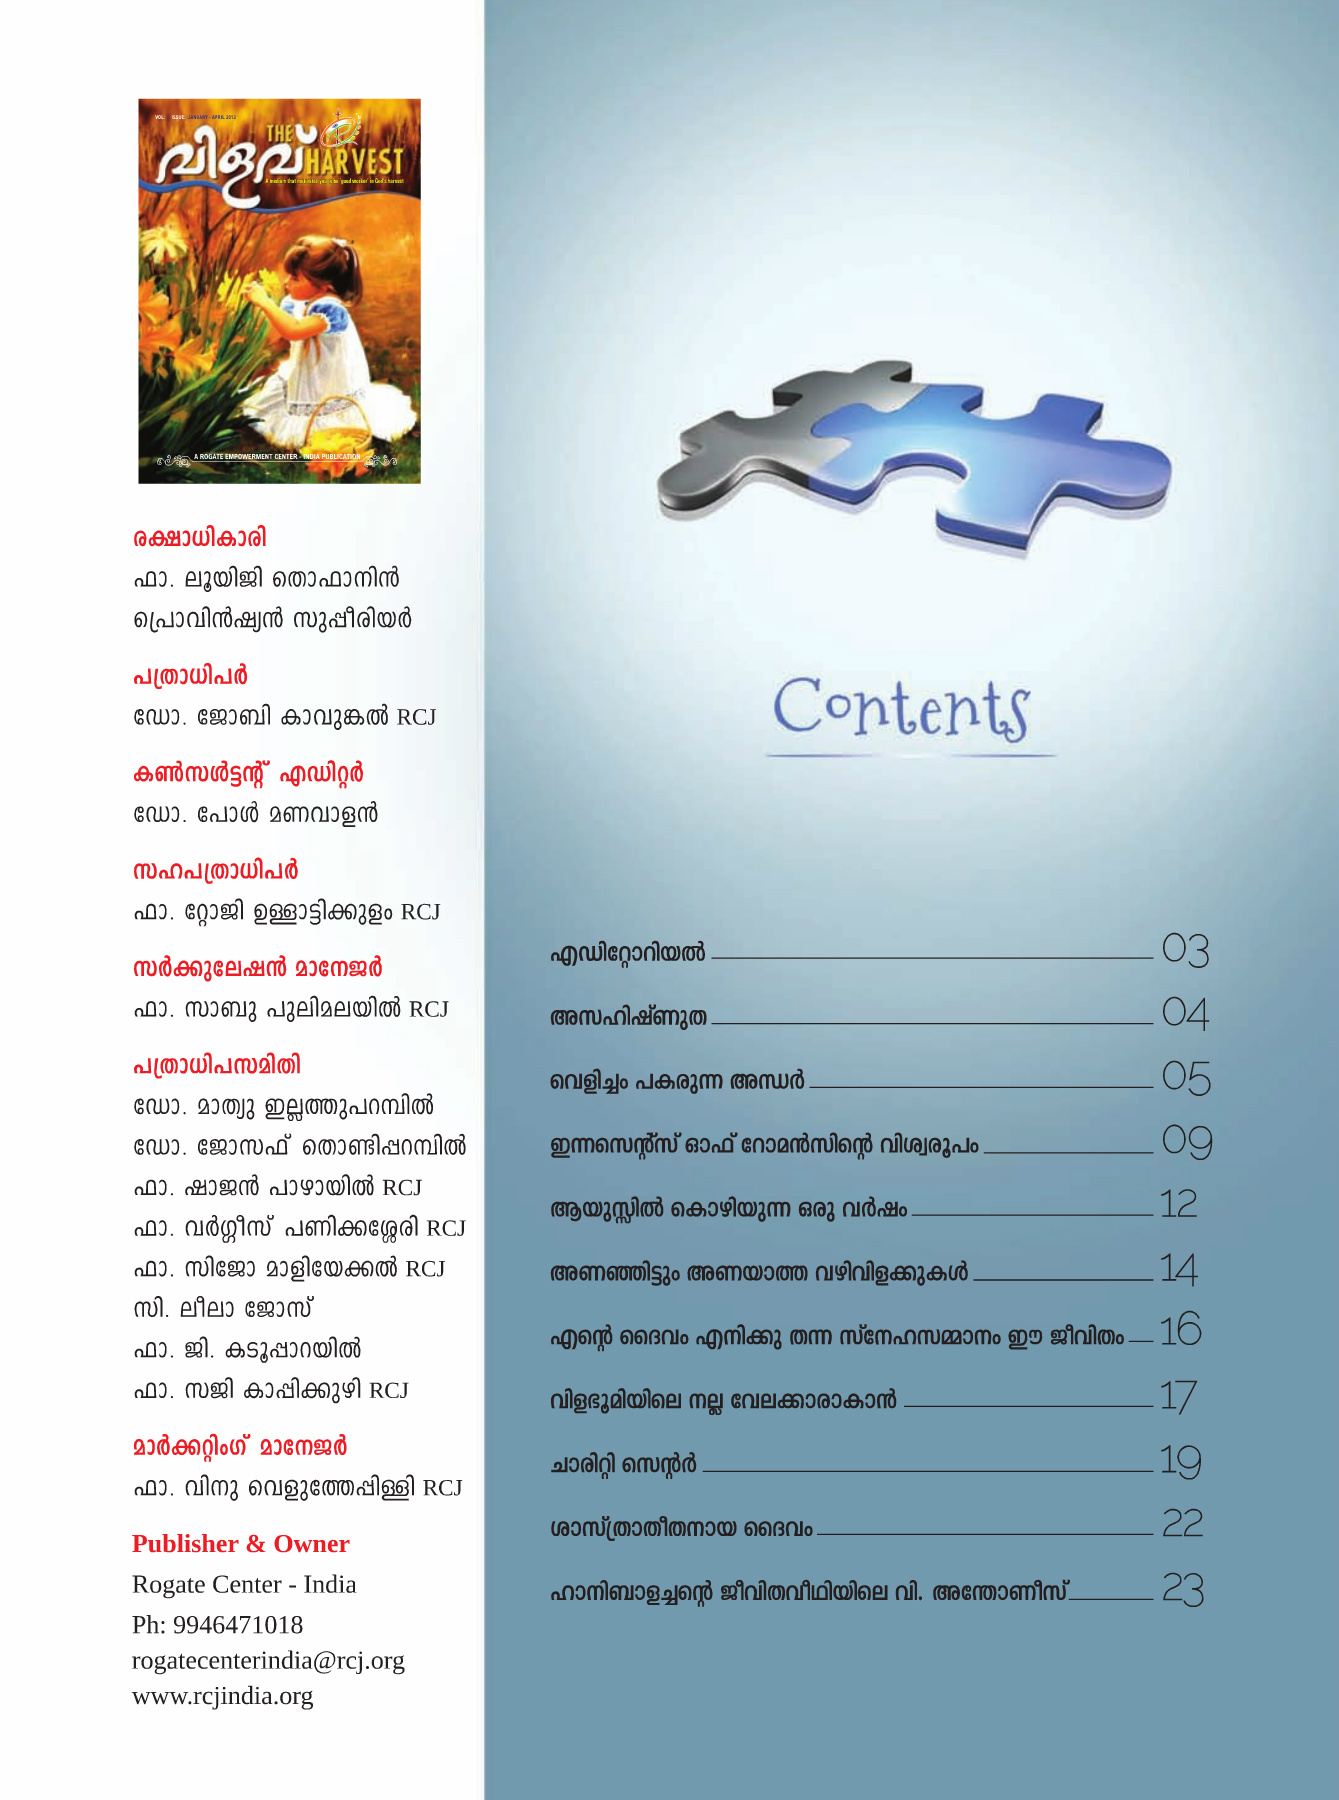 VOL: ISSUE: JANUARY - APRIL 2013
THE
വിളവ് HARVEST
A ROGATE EMPOWERMENT CENTER - INDIA PUBLICATION
രക്ഷാധികാരി
ഫാ. ലൂയിജി തൊഫാനിൻ
പ്രൊവിൻഷ്യൻ സുപ്പീരിയർ
പത്രാധിപർ
ഡോ. ജോബി കാവുങ്കൽ RCJ
കൺസൾട്ടന്റ് എഡിറ്റർ
ഡോ. പോൾ മണവാളൻ
സഹപത്രാധിപർ
ഫാ. റ്റോജി ഉള്ളാട്ടിക്കുളം RCJ
സർക്കുലേഷൻ മാനേജർ
ഫാ. സാബു പുലിമലയിൽ RCJ
പത്രാധിപസമിതി
ഡോ. മാത്യു ഇല്ലത്തുപറമ്പിൽ
ഡോ. ജോസഫ് തൊണ്ടിപ്പറമ്പിൽ
ഫാ. ഷാജൻ പാഴായിൽ RCJ
ഫാ. വർഗ്ഗീസ് പണിക്കശ്ശേരി RCJ
ഫാ. സിജോ മാളിയേക്കൽ RCJ
സി. ലീലാ ജോസ്
ഫാ. ജി. കടൂപ്പാറയിൽ
ഫാ. സജി കാപ്പിക്കുഴി RCJ
മാർക്കറ്റിംഗ് മാനേജർ
ഫാ. വിനു വെളുത്തേപ്പിള്ളി RCJ
Publisher & Owner
Rogate Center - India
Ph: 9946471018
rogatecenterindia@rcj.org
www.rcjindia.org
Contents
എഡിറ്റോറിയൽ 03
അസഹിഷ്ണുത 04
വെളിച്ചം പകരുന്ന അന്ധർ 05
ഇന്നസെന്റ്സ് ഓഫ് റോമൻസിന്റെ വിശ്വരൂപം 09
ആയുസ്സിൽ കൊഴിയുന്ന ഒരു വർഷം 12
അണഞ്ഞിട്ടും അണയാത്ത വഴിവിളക്കുകൾ 14
എന്റെ ദൈവം എനിക്കു തന്ന സ്നേഹസമ്മാനം ഈ ജീവിതം 16
വിളഭൂമിയിലെ നല്ല വേലക്കാരാകാൻ 17
ചാരിറ്റി സെന്റർ 19
ശാസ്ത്രാതീതനായ ദൈവം 22
ഹാനിബാളച്ചന്റെ ജീവിതവീഥിയിലെ വി. അന്തോണീസ് 23